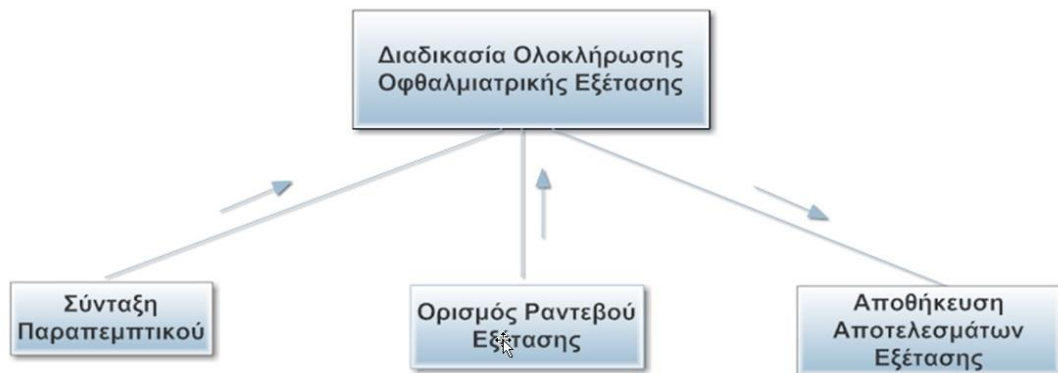 Διαδικασία Ολοκλήρωσης
Οφθαλμιατρικής Εξέτασης
Σύνταξη
Παραπεμπτικού
Ορισμός Ραντεβού
Εξέτασης
Αποθήκευση
Αποτελεσμάτων
Εξέτασης